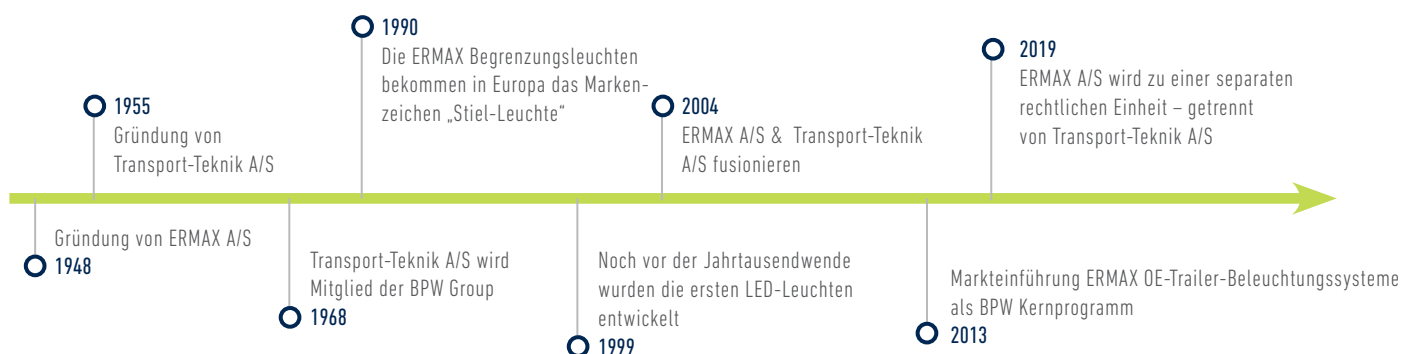 1948
Gründung von ERMAX A/S
1955
Gründung von
Transport-Teknik A/S
1968
Transport-Teknik A/S wird
Mitglied der BPW Group
1990
Die ERMAX Begrenzungsleuchten
bekommen in Europa das Marken-
zeichen „Stiel-Leuchte“
1999
Noch vor der Jahrtausendwende
wurden die ersten LED-Leuchten
entwickelt
2004
ERMAX A/S & Transport-Teknik
A/S fusionieren
2013
Markteinführung ERMAX OE-Trailer-Beleuchtungssysteme
als BPW Kernprogramm
2019
ERMAX A/S wird zu einer separaten
rechtlichen Einheit – getrennt
von Transport-Teknik A/S